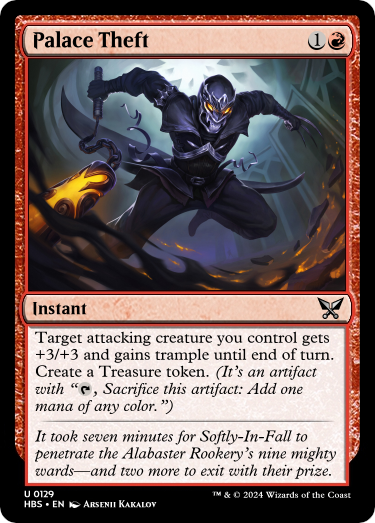 Palace Theft
1
Instant
Target attacking creature you control gets
+3/+3 and gains trample until end of turn.
Create a Treasure token. (It's an artifact
with “, Sacrifice this artifact: Add one
mana of any color.”)
It took seven minutes for Softly-In-Fall to
penetrate the Alabaster Rookery's nine mighty
wards—and two more to exit with their prize.
U 0129
HBS • EN Arsenii Kakalov
™ & © 2024 Wizards of the Coast